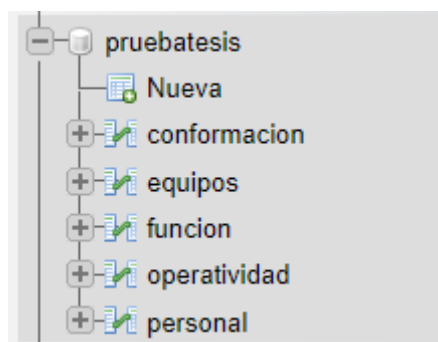 pruebatesis
Nueva
conformacion
equipos
funcion
operatividad
personal